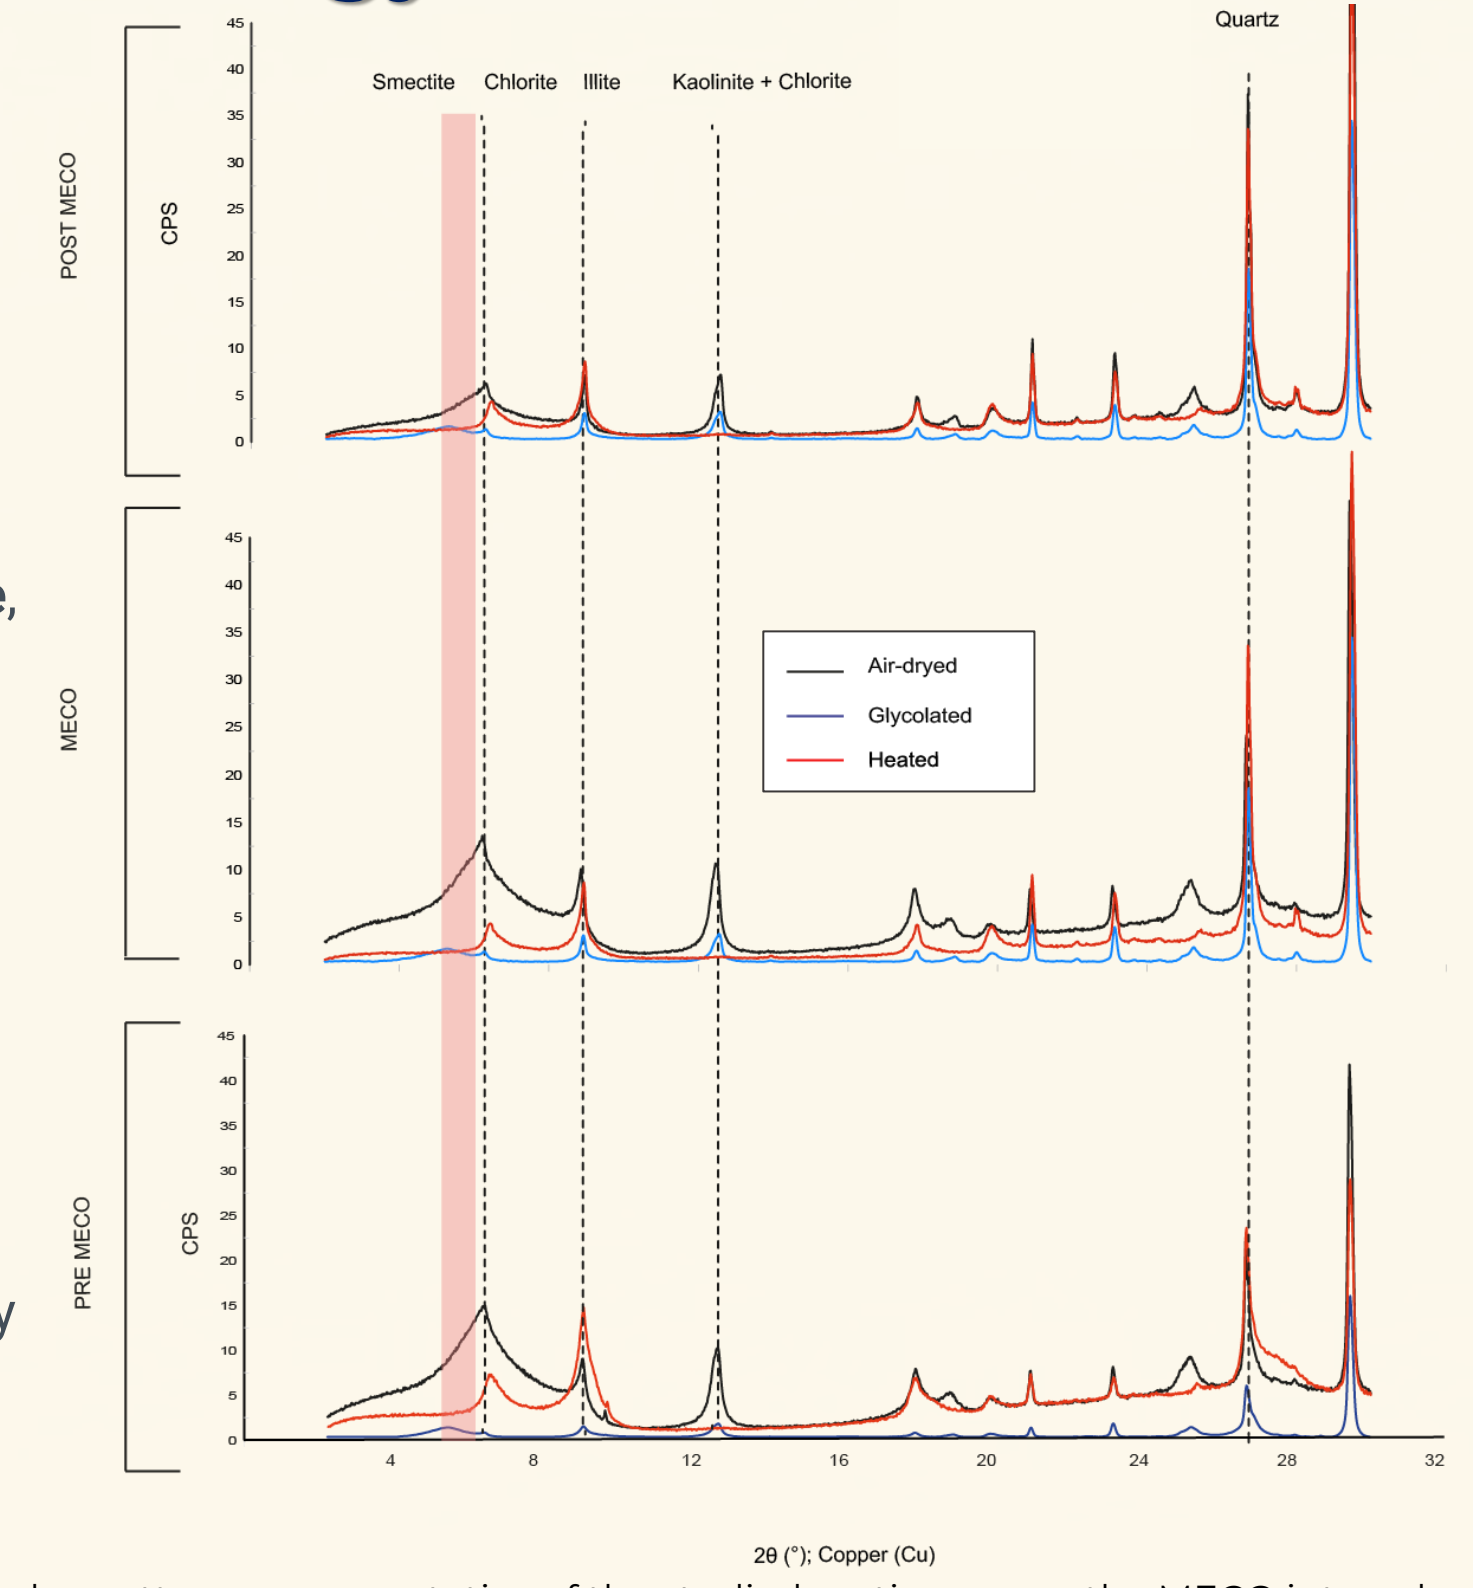 Quartz
Smectite Chlorite Illite Kaolinite + Chlorite
POST MECO
CPS
45
40
35
30
25
20
15
10
5
0
MECO
45
40
35
30
25
20
15
10
5
0
Air-dryed
Glycolated
Heated
PRE MECO
CPS
45
40
35
30
25
20
15
10
5
0
4 8 12 16 20 24 28 32
2θ (°); Copper (Cu)
e,
y